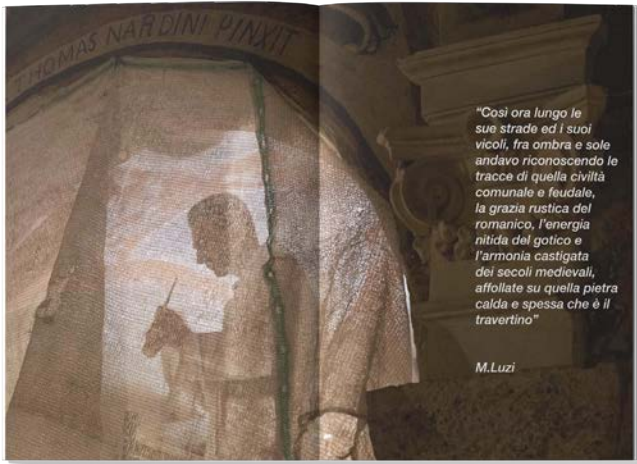 THOMAS NARDINI PINXIT
“Così ora lungo le
sue strade ed i suoi
vicoli, fra ombra e sole
andavo riconoscendo le
tracce di quella civiltà
comunale e feudale,
la grazia rustica del
romanico, l’energia
nitida del gotico e
l’armonia castigata
dei secoli medievali,
affollate su quella pietra
calda e spessa che è il
travertino”
M.Luzi